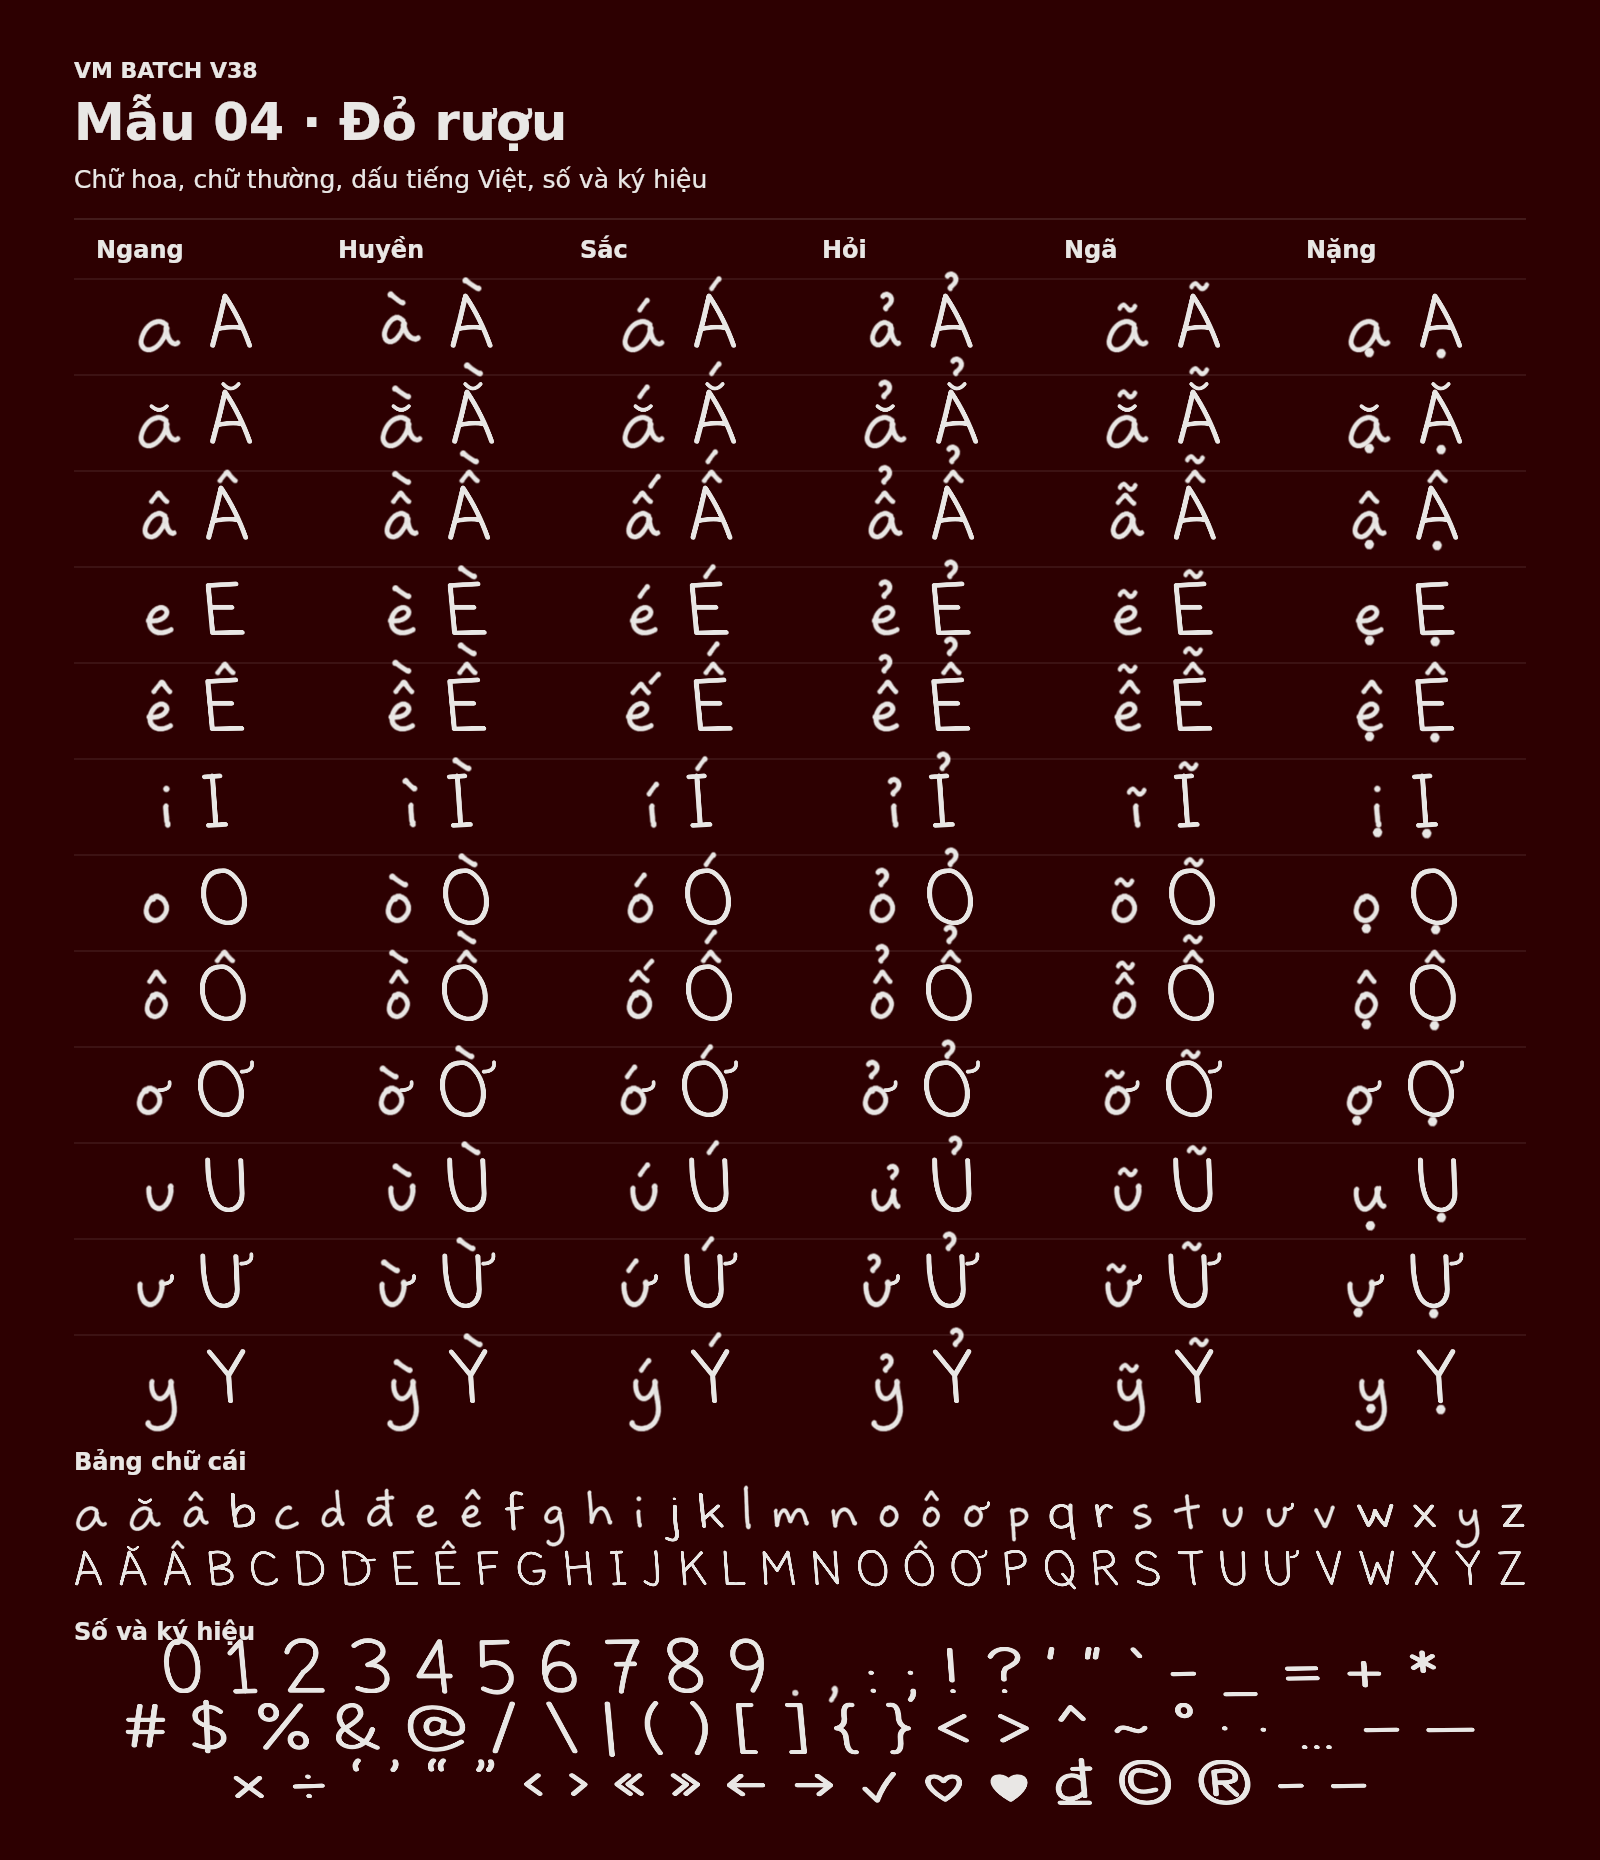 VM BATCH V38
Mẫu 04 · Đỏ rượu
Chữ hoa, chữ thường, dấu tiếng Việt, số và ký hiệu
Ngang Huyền Sắc Hỏi Ngã Nặng
a A à À á Á ả Ả ã Ã ạ Ạ
ă Ă ằ Ằ ắ Ắ ẳ Ẳ ẵ Ẵ ặ Ặ
â Â ầ Ầ ấ Ấ ẩ Ẩ ẫ Ẫ ậ Ậ
e E è È é É ẻ Ẻ ẽ Ẽ ẹ Ẹ
ê Ê ề Ề ế Ế ể Ể ễ Ễ ệ Ệ
i I ì Ì í Í ỉ Ỉ ĩ Ĩ ị Ị
o O ò Ò ó Ó ỏ Ỏ õ Õ ọ Ọ
ô Ô ồ Ồ ố Ố ổ Ổ ỗ Ỗ ộ Ộ
ơ Ơ ờ Ờ ớ Ớ ở Ở ỡ Ỡ ợ Ợ
u U ù Ù ú Ú ủ Ủ ũ Ũ ụ Ụ
ư Ư ừ Ừ ứ Ứ ử Ử ữ Ữ ự Ự
y Y ỳ Ỳ ý Ý ỷ Ỷ ỹ Ỹ ỵ Ỵ
Bảng chữ cái
a ă â b c d đ e ê f g h i j k l m n o ô ơ p q r s t u ư v w x y z
A Ă Â B C D Đ E Ê F G H I J K L M N O Ô Ơ P Q R S T U Ư V W X Y Z
Số và ký hiệu
0 1 2 3 4 5 6 7 8 9 . , : ; ! ? ' " ` - _ = + *
# $ % & @ / \ | ( ) [ ] { } < > ^ ~ ° · · … – —
× ÷ ‘ ’ “ ” ‹ › « » ← → ✓ ♡ ♥ ₫ © ® - -